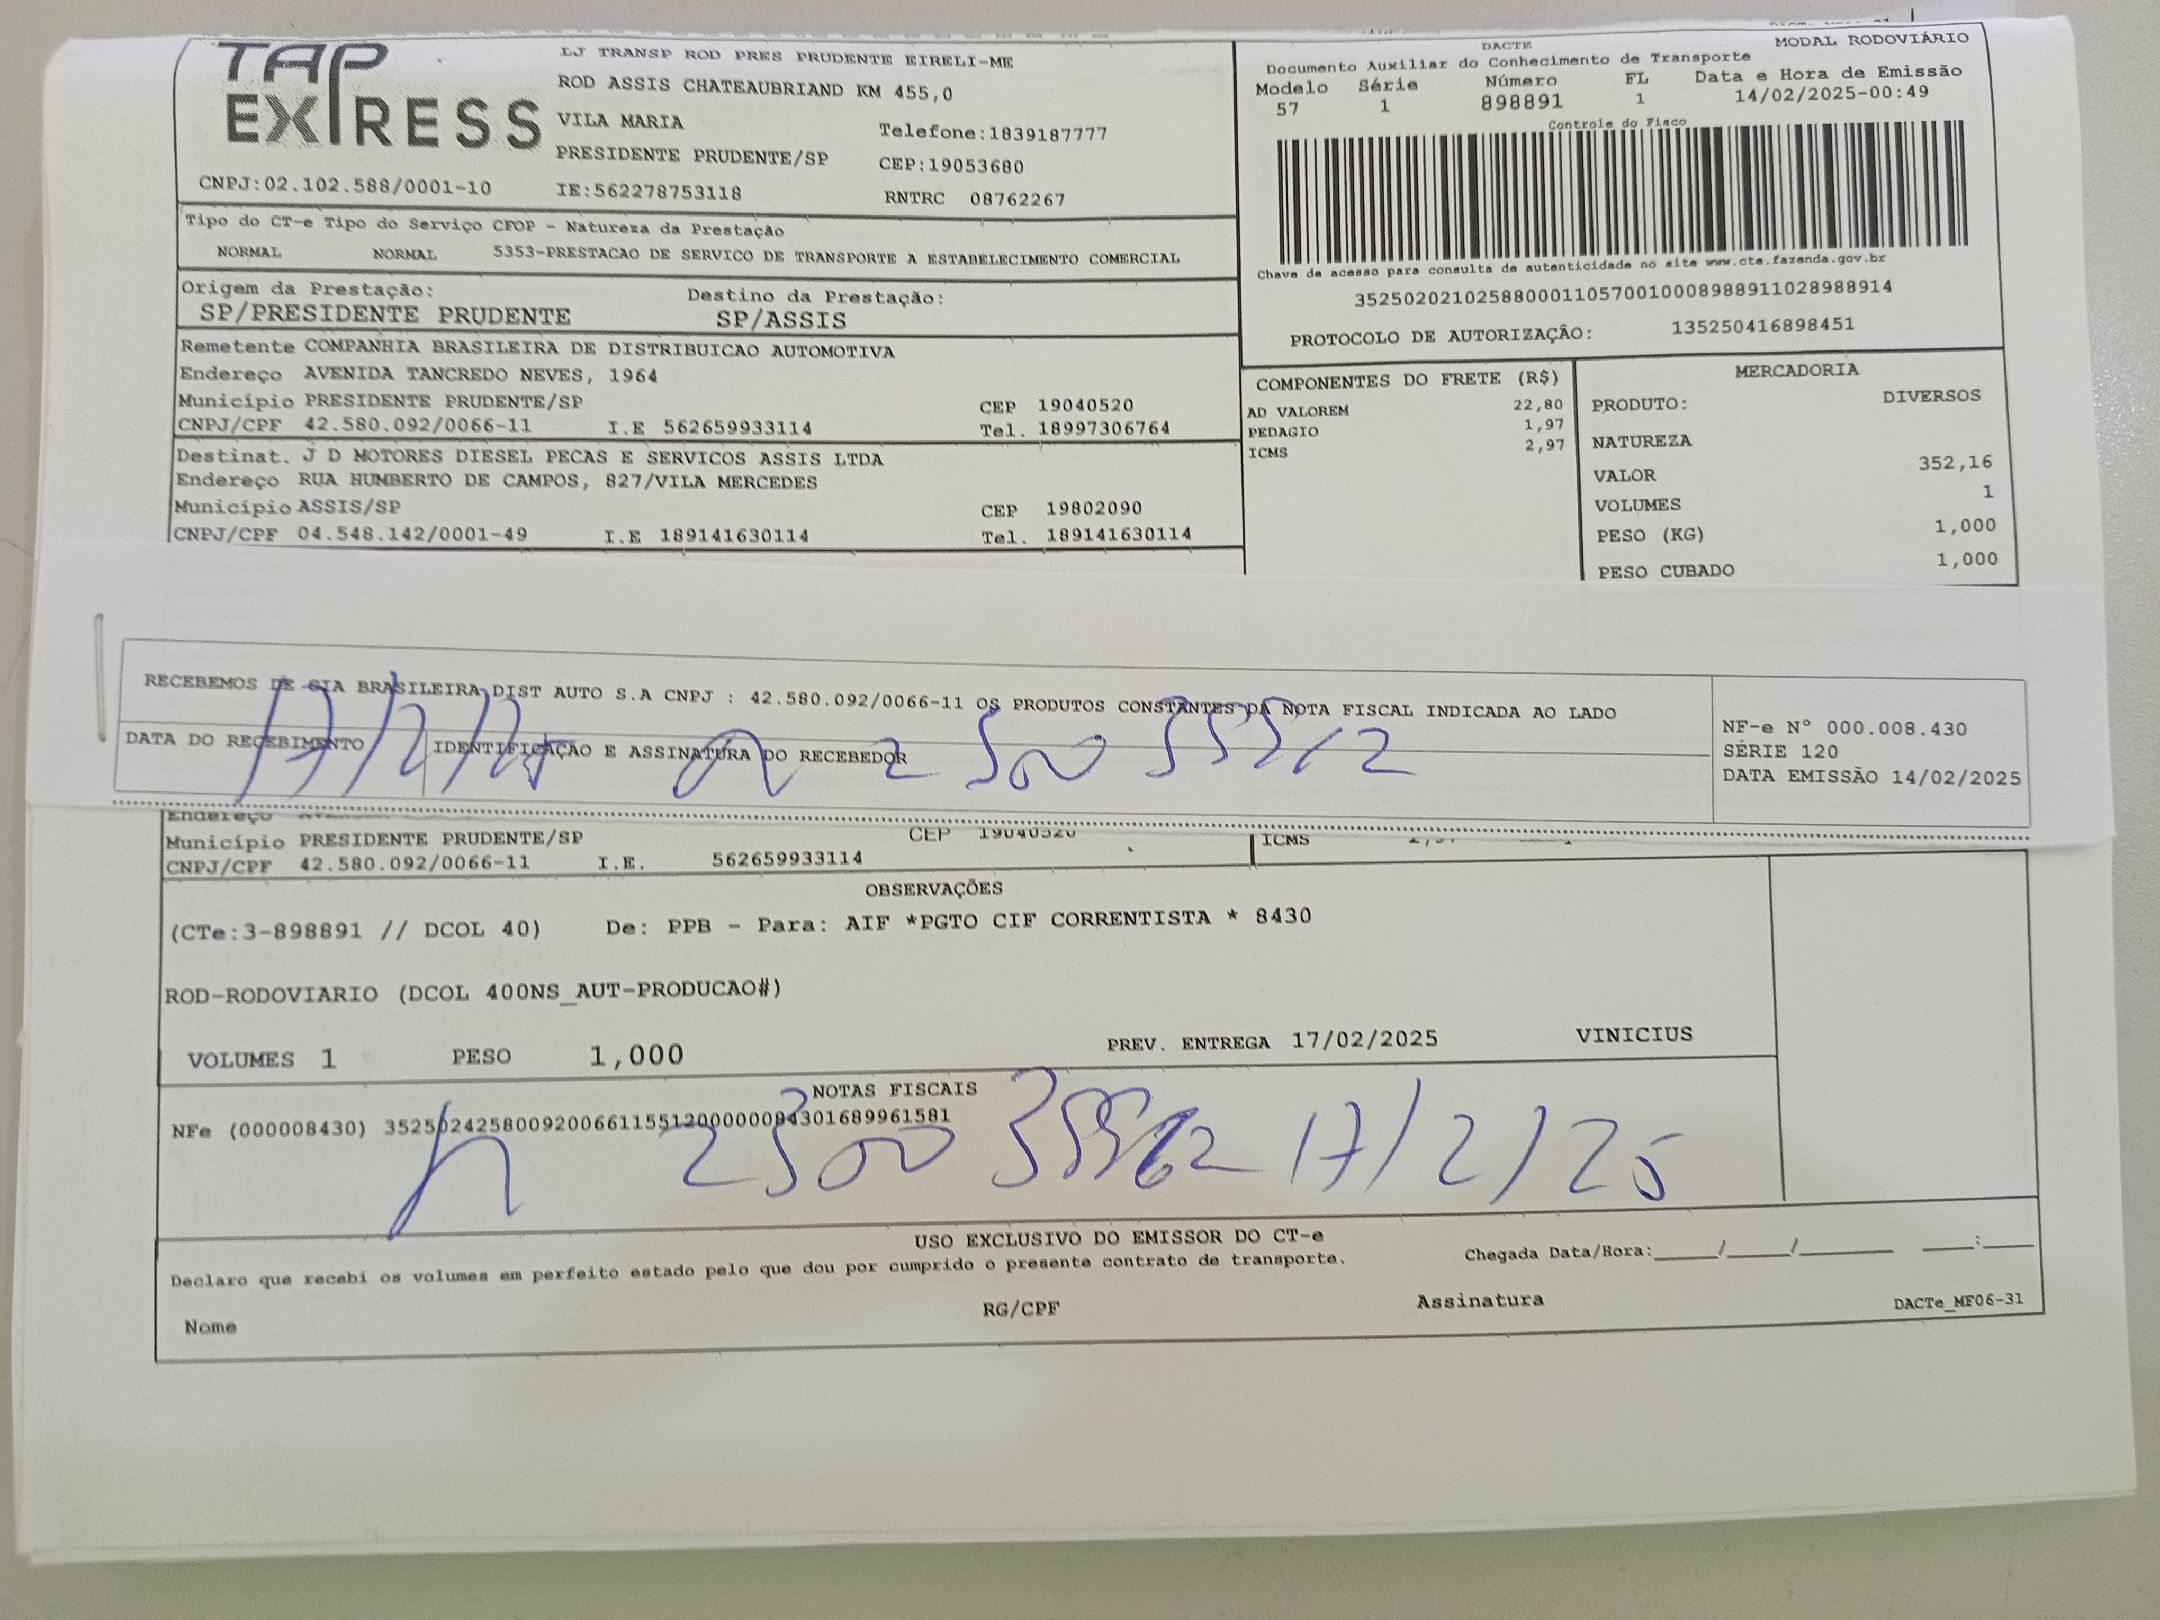 TAP EXPRESS
LJ TRANSP ROD PRES PRUDENTE EIRELI-ME
ROD ASSIS CHATEAUBRIAND KM 455,0
VILA MARIA
Telefone:1839187777
PRESIDENTE PRUDENTE/SP
CEP:19053680
CNPJ:02.102.588/0001-10
IE:562278753118
RNTRC 08762267
DACTE
MODAL RODOVIÁRIO
Documento Auxiliar do Conhecimento de Transporte
Modelo Série Número FL Data e Hora de Emissão
57 1 898891 1 14/02/2025-00:49
Controle do Fisco
Chave de acesso para consulta de autenticidade no site www.cte.fazenda.gov.br
35250202102588000110570010008988911028988914
PROTOCOLO DE AUTORIZAÇÃO: 135250416898451
Tipo do CT-e Tipo do Serviço CFOP - Natureza da Prestação
NORMAL NORMAL 5353-PRESTACAO DE SERVICO DE TRANSPORTE A ESTABELECIMENTO COMERCIAL
Origem da Prestação: Destino da Prestação:
SP/PRESIDENTE PRUDENTE SP/ASSIS
Remetente COMPANHIA BRASILEIRA DE DISTRIBUICAO AUTOMOTIVA
Endereço AVENIDA TANCREDO NEVES, 1964
Município PRESIDENTE PRUDENTE/SP CEP 19040520
CNPJ/CPF 42.580.092/0066-11 I.E 562659933114 Tel. 18997306764
Destinat. J D MOTORES DIESEL PECAS E SERVICOS ASSIS LTDA
Endereço RUA HUMBERTO DE CAMPOS, 827/VILA MERCEDES
Município ASSIS/SP CEP 19802090
CNPJ/CPF 04.548.142/0001-49 I.E 189141630114 Tel. 189141630114
COMPONENTES DO FRETE (R$)
AD VALOREM 22,80
PEDAGIO 1,97
ICMS 2,97
MERCADORIA
PRODUTO: DIVERSOS
NATUREZA
VALOR 352,16
VOLUMES 1
PESO (KG) 1,000
PESO CUBADO 1,000
RECEBEMOS DE CIA BRASILEIRA DIST AUTO S.A CNPJ : 42.580.092/0066-11 OS PRODUTOS CONSTANTES DA NOTA FISCAL INDICADA AO LADO
DATA DO RECEBIMENTO IDENTIFICAÇAO E ASSINATURA DO RECEBEDOR
17/2/25
NF-e N° 000.008.430
SÉRIE 120
DATA EMISSÃO 14/02/2025
Endereço
Município PRESIDENTE PRUDENTE/SP CEP 19040520
CNPJ/CPF 42.580.092/0066-11 I.E. 562659933114
ICMS
OBSERVAÇÕES
(CTe:3-898891 // DCOL 40) De: PPB - Para: AIF *PGTO CIF CORRENTISTA * 8430
ROD-RODOVIARIO (DCOL 400NS_AUT-PRODUCAO#)
VOLUMES 1 PESO 1,000 PREV. ENTREGA 17/02/2025 VINICIUS
NOTAS FISCAIS
NFe (000008430) 35250242580092006611551200000084301689961581
17/2/25
USO EXCLUSIVO DO EMISSOR DO CT-e
Declaro que recebi os volumes em perfeito estado pelo que dou por cumprido o presente contrato de transporte.
Chegada Data/Hora:_____/_____/_______ ____:____
Nome RG/CPF Assinatura DACTe_MF06-31